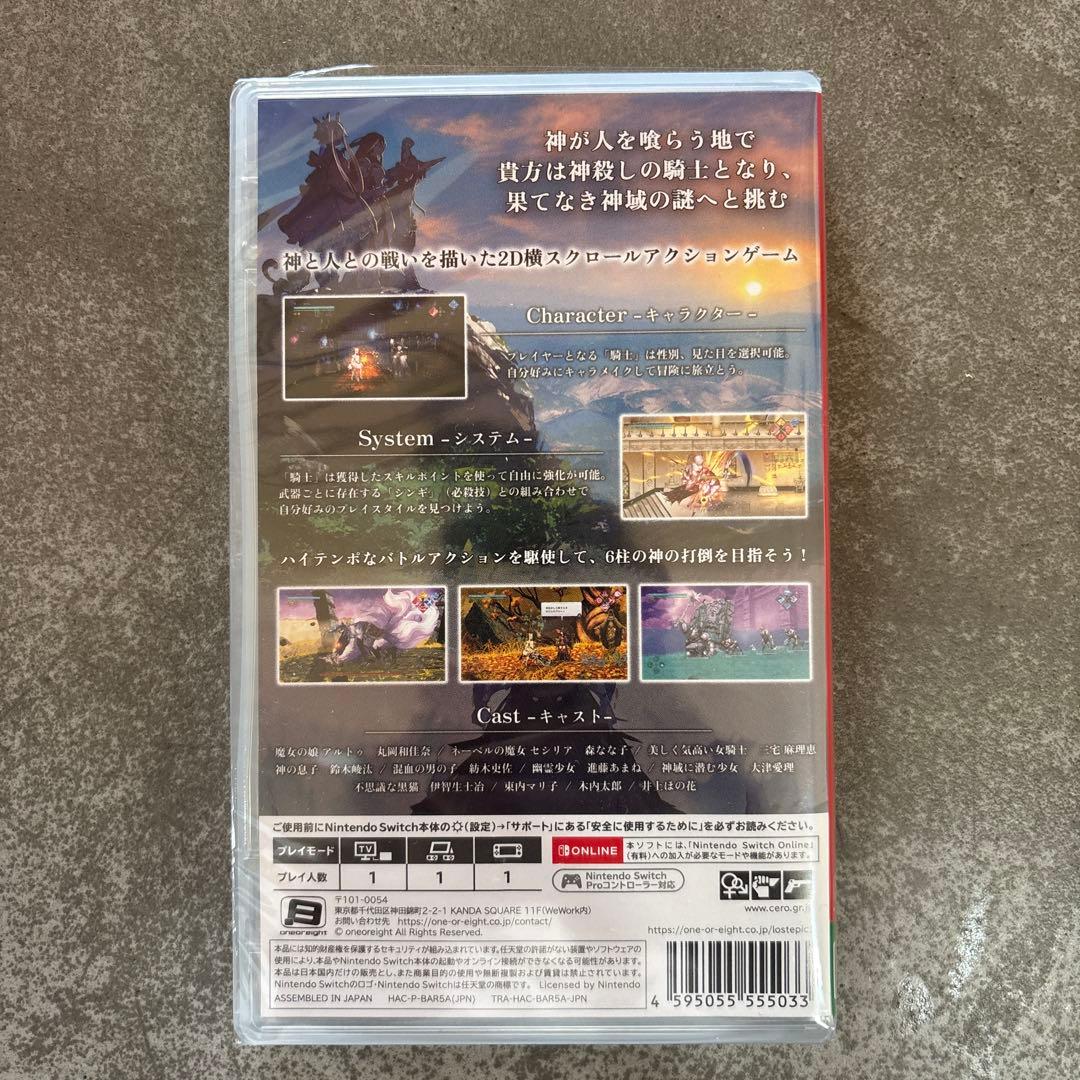 神が人を喰らう地で
貴方は神殺しの騎士となり、
果てなき神域の謎へと挑む
神と人との戦いを描いた2D横スクロールアクションゲーム
Character -キャラクター-
プレイヤーとなる「騎士」は性別、見た目を選択可能。
自分好みにキャラメイクして冒険に旅立とう。
System -システム-
「騎士」は獲得したスキルポイントを使って自由に強化が可能。
武器ごとに存在する「シンギ」(必殺技)との組み合わせで
自分好みのプレイスタイルを見つけよう。
ハイテンポなバトルアクションを駆使して、6柱の神の打倒を目指そう!
Cast -キャスト-
魔女の娘 アルトゥ 丸岡和佳奈 / ネーベルの魔女 セシリア 森なな子 / 美しく気高い女騎士 三宅 麻理恵
神の息子 鈴木崚汰 / 混血の男の子 紡木吏佐 / 幽霊少女 進藤あまね / 神域に潜む少女 大津愛理
不思議な黒猫 伊智生士冶 / 東内マリ子 / 木内太郎 / 井上ほの花
ご使用前にNintendo Switch本体の(設定)→「サポート」にある「安全に使用するために」を必ずお読みください。
プレイモード TV
ONLINE 本ソフトには、「Nintendo Switch Online」
(有料)への加入が必要なモードや機能があります。
プレイ人数 1 1 1
Nintendo Switch
Proコントローラー対応
〒101-0054
東京都千代田区神田錦町2-2-1 KANDA SQUARE 11F(WeWork内)
お問い合わせ先 https://one-or-eight.co.jp/contact/
© oneoreight All Rights Reserved.
oneoreight
www.cero.gr.j
https://one-or-eight.co.jp/lostepic
本品には知的財産権を保護するセキュリティが組み込まれています。任天堂の許諾がない装置やソフトウェアの
使用により、本品やNintendo Switch本体の起動やオンライン接続ができなくなる可能性があります。
本品は日本国内だけの販売とし、また商業目的の使用や無断複製および賃貸は禁止されています。
Nintendo Switchのロゴ・Nintendo Switchは任天堂の商標です。 Licensed by Nintendo
ASSEMBLED IN JAPAN HAC-P-BAR5A(JPN) TRA-HAC-BAR5A-JPN
4 595055 555033